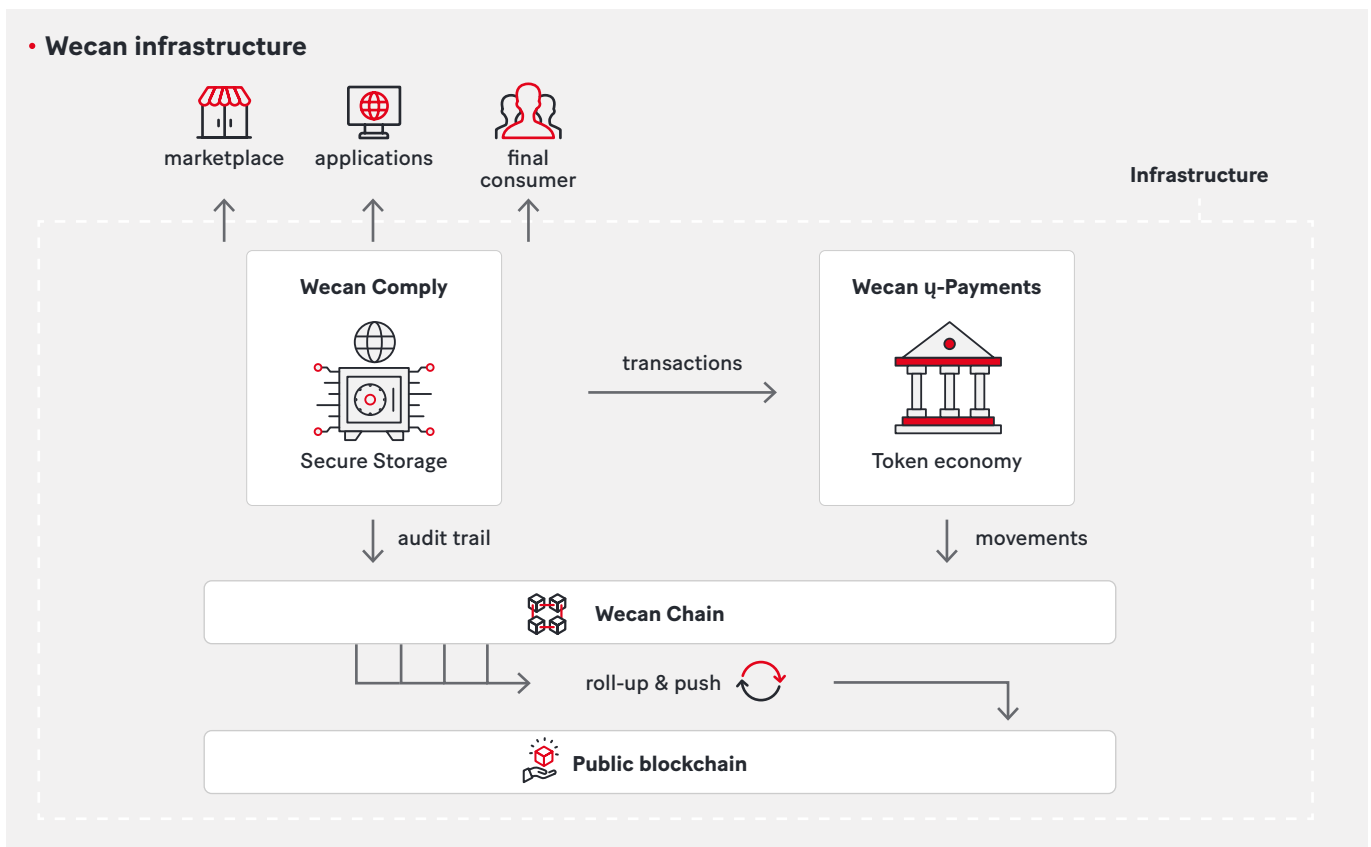 • Wecan infrastructure
marketplace
applications
final
consumer
Infrastructure
Wecan Comply
Wecan ų-Payments
transactions
Secure Storage
Token economy
audit trail
movements
Wecan Chain
roll-up & push
Public blockchain